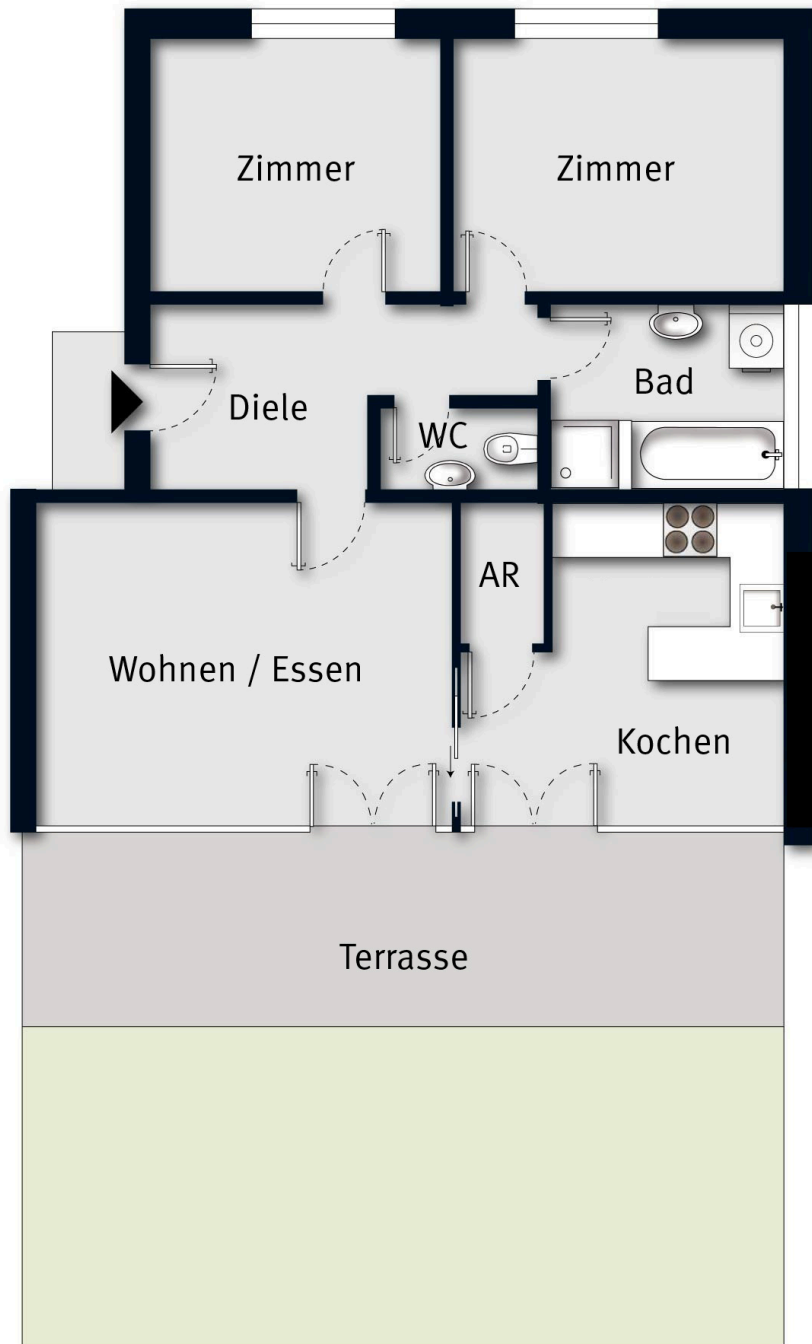 Zimmer
Zimmer
Diele
WC
Bad
AR
Wohnen / Essen
Kochen
Terrasse